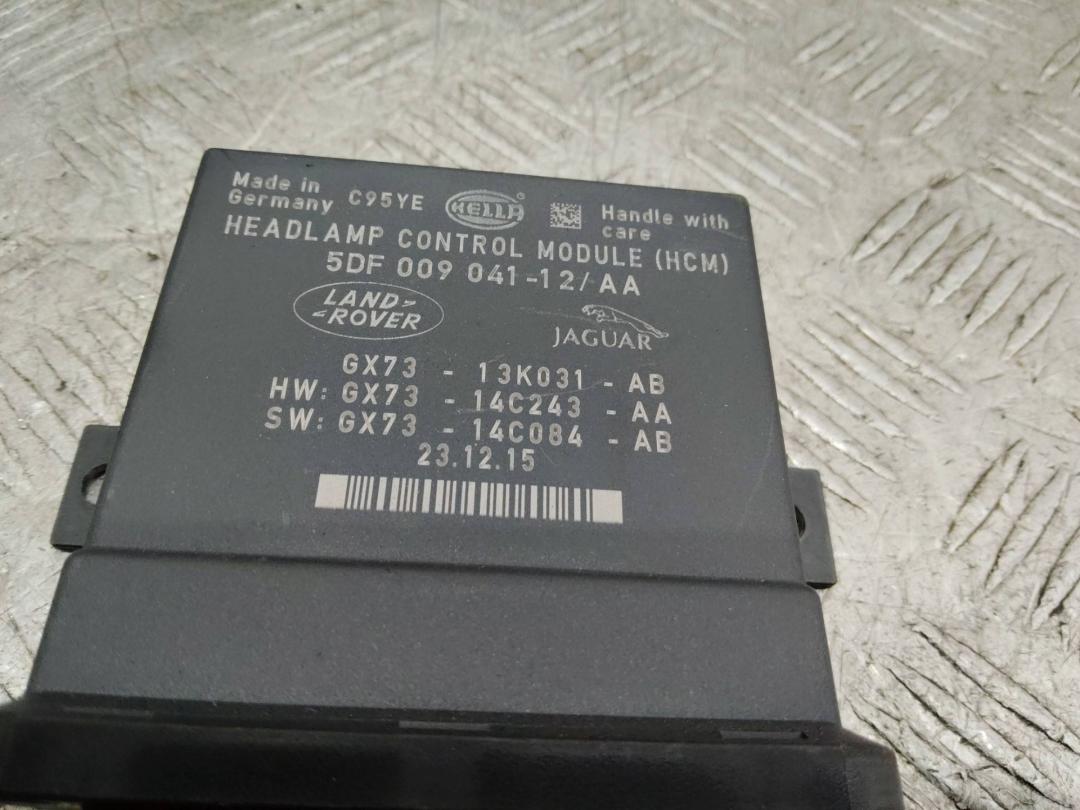 Made in Germany C95YE HELLA Handle with care
HEADLAMP CONTROL MODULE (HCM)
5DF 009 041-12/AA
LAND-
-ROVER
JAGUAR
GX73 - 13K031 - AB
HW: GX73 - 14C243 - AA
SW: GX73 - 14C084 - AB
23.12.15